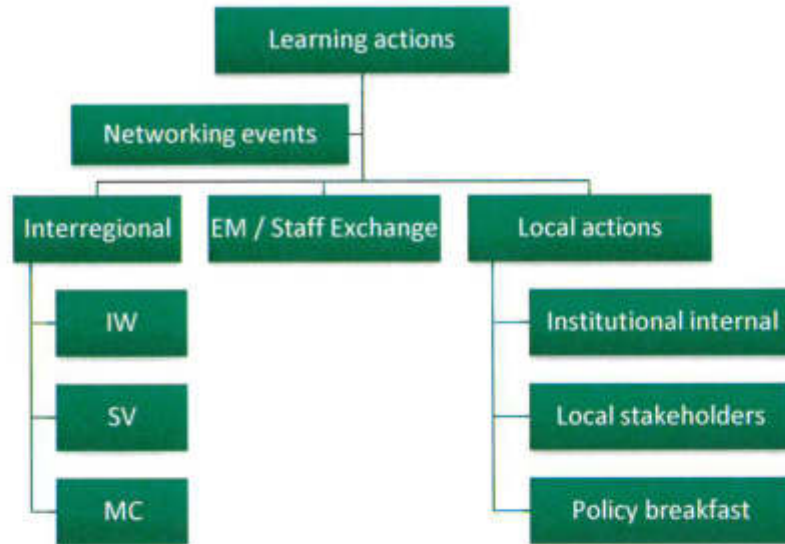 Learning actions
Networking events
Interregional
EM / Staff Exchange
Local actions
IW
SV
MC
Institutional internal
Local stakeholders
Policy breakfast